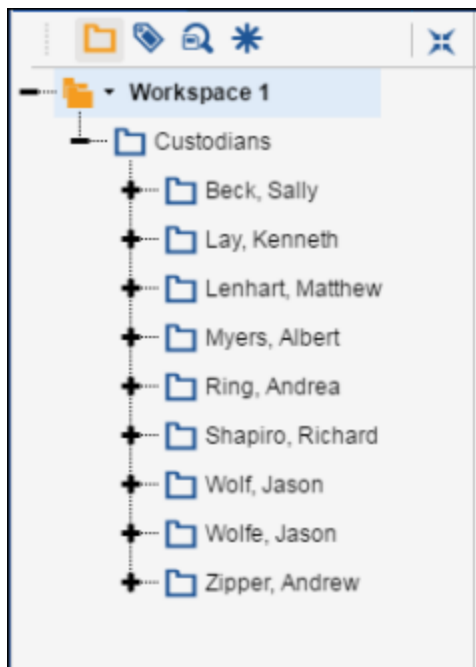 Workspace 1
Custodians
Beck, Sally
Lay, Kenneth
Lenhart, Matthew
Myers, Albert
Ring, Andrea
Shapiro, Richard
Wolf, Jason
Wolfe, Jason
Zipper, Andrew